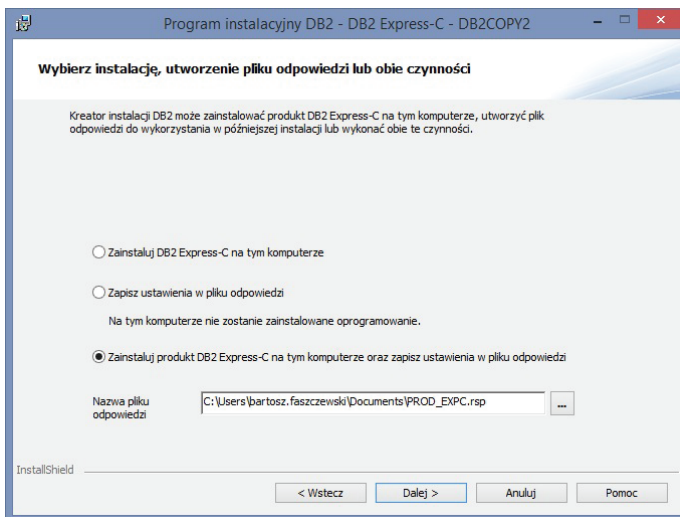 Program instalacyjny DB2 - DB2 Express-C - DB2COPY2
Wybierz instalację, utworzenie pliku odpowiedzi lub obie czynności
Kreator instalacji DB2 może zainstalować produkt DB2 Express-C na tym komputerze, utworzyć plik
odpowiedzi do wykorzystania w późniejszej instalacji lub wykonać obie te czynności.
Zainstaluj DB2 Express-C na tym komputerze
Zapisz ustawienia w pliku odpowiedzi
Na tym komputerze nie zostanie zainstalowane oprogramowanie.
Zainstaluj produkt DB2 Express-C na tym komputerze oraz zapisz ustawienia w pliku odpowiedzi
Nazwa pliku
odpowiedzi
C:\Users\bartosz.faszczewski\Documents\PROD_EXPC.rsp
...
InstallShield
< Wstecz
Dalej >
Anuluj
Pomoc